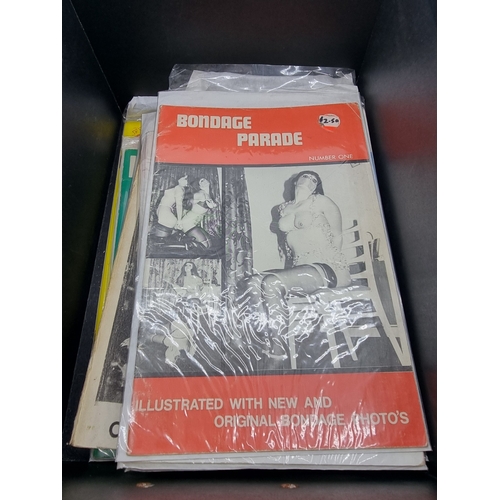 BONDAGE
PARADE
£2.50
NUMBER ONE
ILLUSTRATED WITH NEW AND
ORIGINAL BONDAGE PHOTO'S